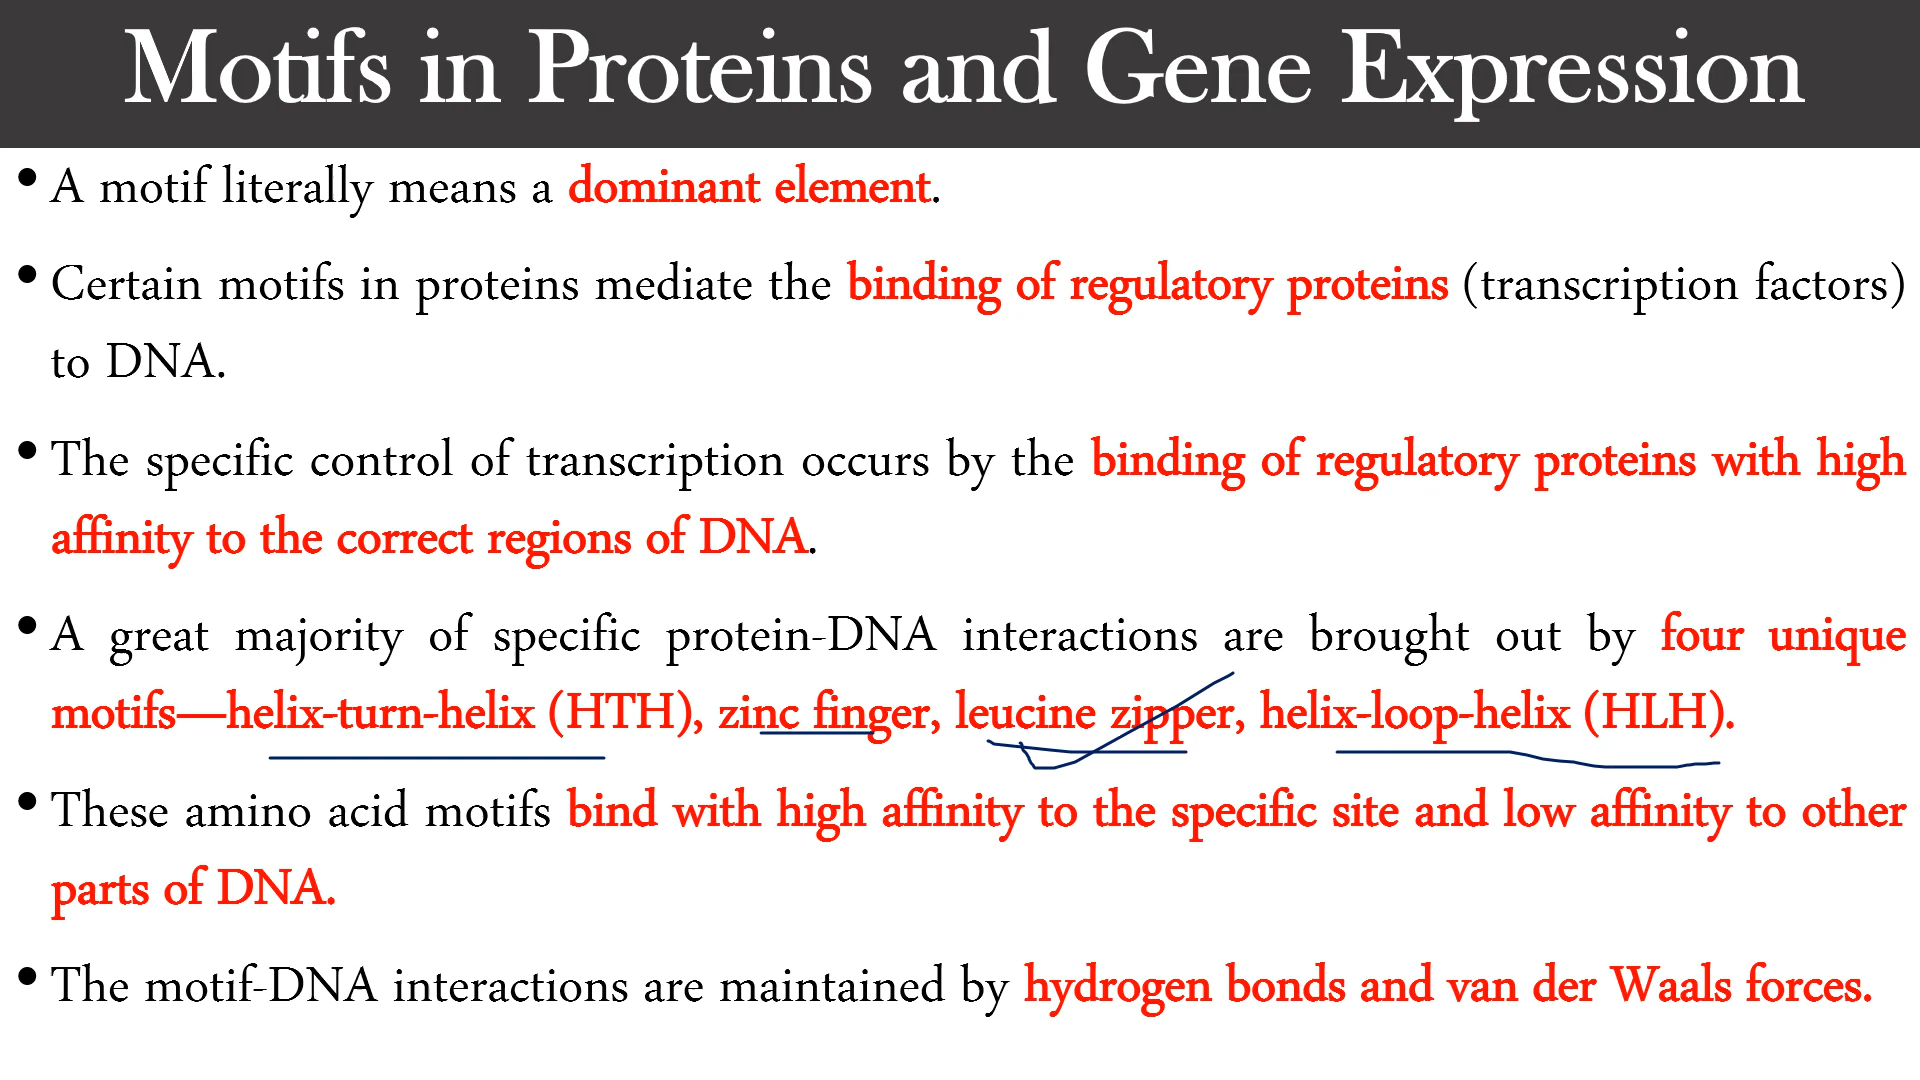 Motifs in Proteins and Gene Expression
• A motif literally means a dominant element.
• Certain motifs in proteins mediate the binding of regulatory proteins (transcription factors)
to DNA.
• The specific control of transcription occurs by the binding of regulatory proteins with high
affinity to the correct regions of DNA.
• A great majority of specific protein-DNA interactions are brought out by four unique
motifs—helix-turn-helix (HTH), zinc finger, leucine zipper, helix-loop-helix (HLH).
• These amino acid motifs bind with high affinity to the specific site and low affinity to other
parts of DNA.
• The motif-DNA interactions are maintained by hydrogen bonds and van der Waals forces.